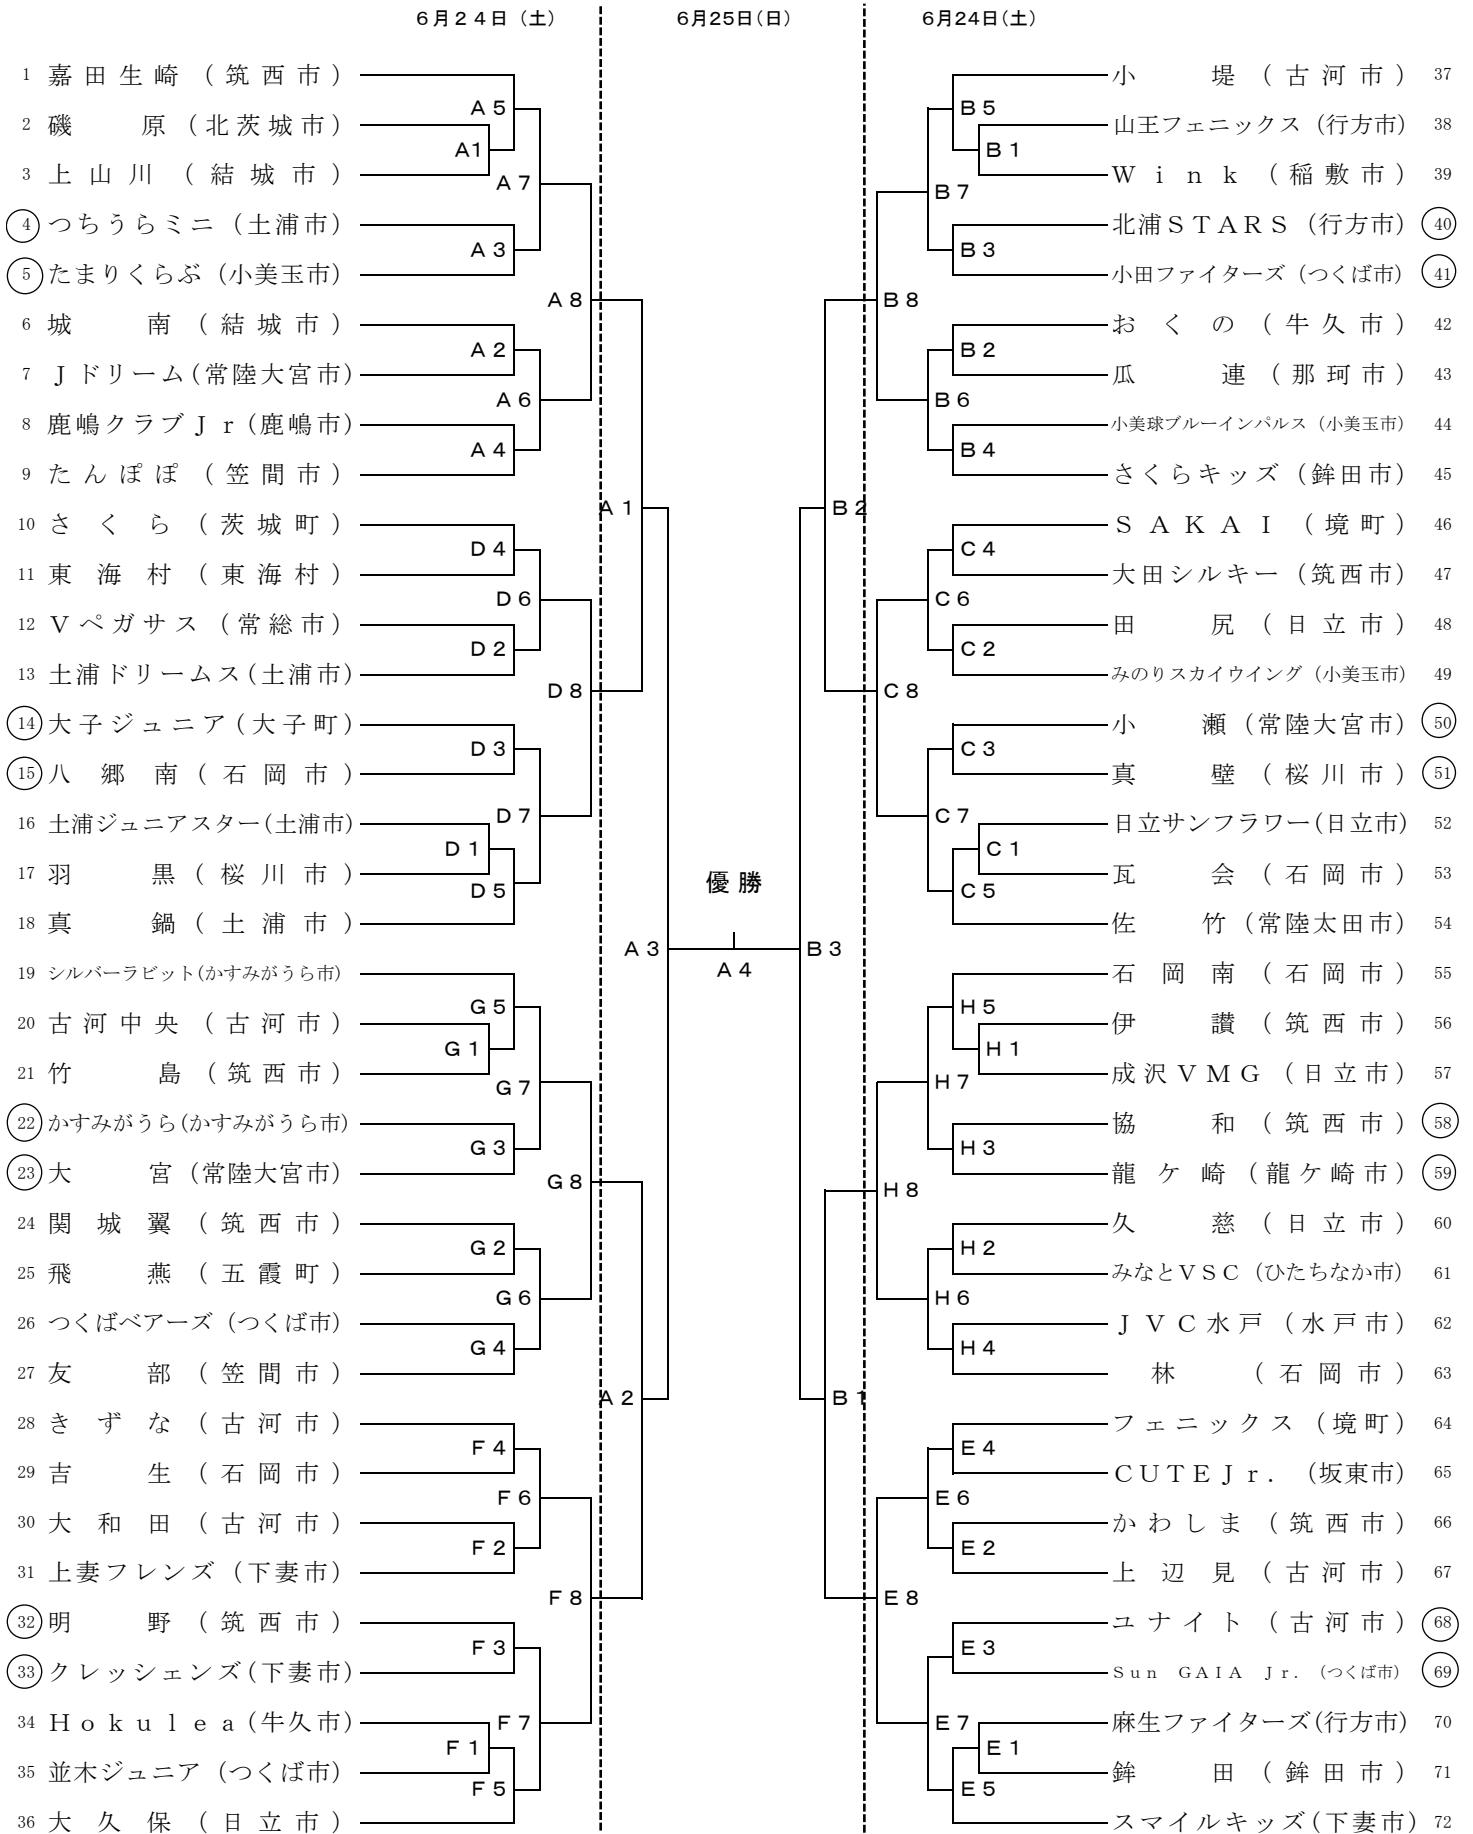 6月24日（土）
6月25日(日)
6月24日(土)
1 嘉田生崎（筑西市）
2 磯原（北茨城市）
3 上山川（結城市）
④ つちうらミニ（土浦市）
⑤ たまりくらぶ（小美玉市）
6 城南（結城市）
7 Jドリーム(常陸大宮市)
8 鹿嶋クラブJr(鹿嶋市)
9 たんぽぽ（笠間市）
10 さくら（茨城町）
11 東海村（東海村）
12 Vペガサス（常総市）
13 土浦ドリームス(土浦市)
⑭ 大子ジュニア(大子町)
⑮ 八郷南（石岡市）
16 土浦ジュニアスター(土浦市)
17 羽黒（桜川市）
18 真鍋（土浦市）
19 シルバーラビット(かすみがうら市)
20 古河中央（古河市）
21 竹島（筑西市）
㉒ かすみがうら(かすみがうら市)
㉓ 大宮（常陸大宮市）
24 関城翼（筑西市）
25 飛燕（五霞町）
26 つくばベアーズ（つくば市）
27 友部（笠間市）
28 きずな（古河市）
29 吉生（石岡市）
30 大和田（古河市）
31 上妻フレンズ（下妻市）
㉜ 明野（筑西市）
㉝ クレッシェンズ(下妻市)
34 Hokulea(牛久市)
35 並木ジュニア（つくば市）
36 大久保（日立市）
A5
A1
A7
A3
A8
A2
A6
A4
A1
D4
D6
D2
D8
D3
D7
D1
D5
A3
G5
G1
G7
G3
G8
G2
G6
G4
A2
F4
F6
F2
F8
F3
F7
F1
F5
優勝
A4
B3
B2
B1
B5
B1
B7
B3
B8
B2
B6
B4
C4
C6
C2
C8
C3
C7
C1
C5
H5
H1
H7
H3
H8
H2
H6
H4
E4
E6
E2
E8
E3
E7
E1
E5
小堤（古河市） 37
山王フェニックス（行方市） 38
Wink（稲敷市） 39
北浦STARS（行方市） ㊵
小田ファイターズ（つくば市） ㊶
おくの（牛久市） 42
瓜連（那珂市） 43
小美球ブルーインパルス（小美玉市） 44
さくらキッズ（鉾田市） 45
SAKAI（境町） 46
大田シルキー（筑西市） 47
田尻（日立市） 48
みのりスカイウイング（小美玉市） 49
小瀬（常陸大宮市） ㊿
真壁（桜川市） 51
日立サンフラワー(日立市) 52
瓦会（石岡市） 53
佐竹（常陸太田市） 54
石岡南（石岡市） 55
伊讃（筑西市） 56
成沢VMG（日立市） 57
協和（筑西市） 58
龍ケ崎（龍ケ崎市） 59
久慈（日立市） 60
みなとVSC（ひたちなか市） 61
JVC水戸（水戸市） 62
林（石岡市） 63
フェニックス（境町） 64
CUTEJr.（坂東市） 65
かわしま（筑西市） 66
上辺見（古河市） 67
ユナイト（古河市） 68
Sun GAIA Jr.（つくば市） 69
麻生ファイターズ(行方市) 70
鉾田（鉾田市） 71
スマイルキッズ(下妻市) 72